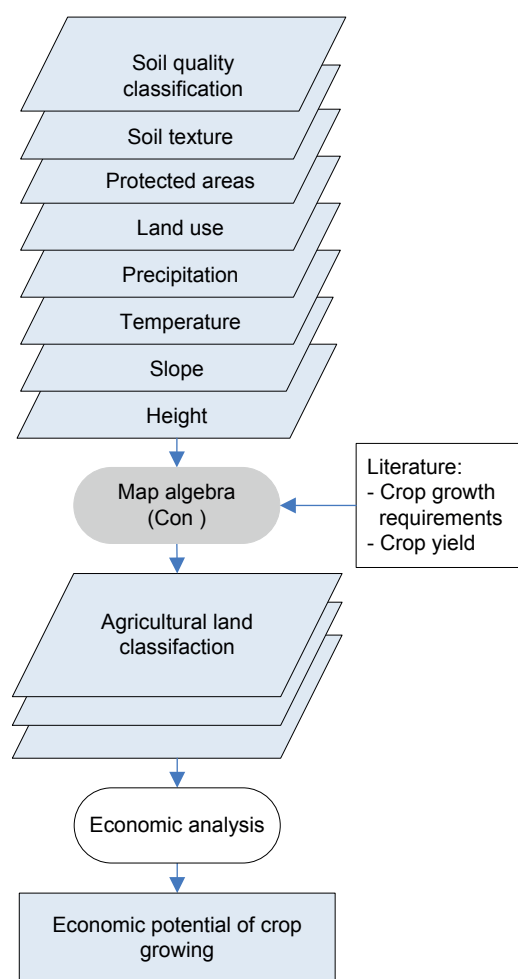 Soil quality
classification
Soil texture
Protected areas
Land use
Precipitation
Temperature
Slope
Height
Map algebra
(Con )
Literature:
- Crop growth
requirements
- Crop yield
Agricultural land
classifaction
Economic analysis
Economic potential of crop
growing